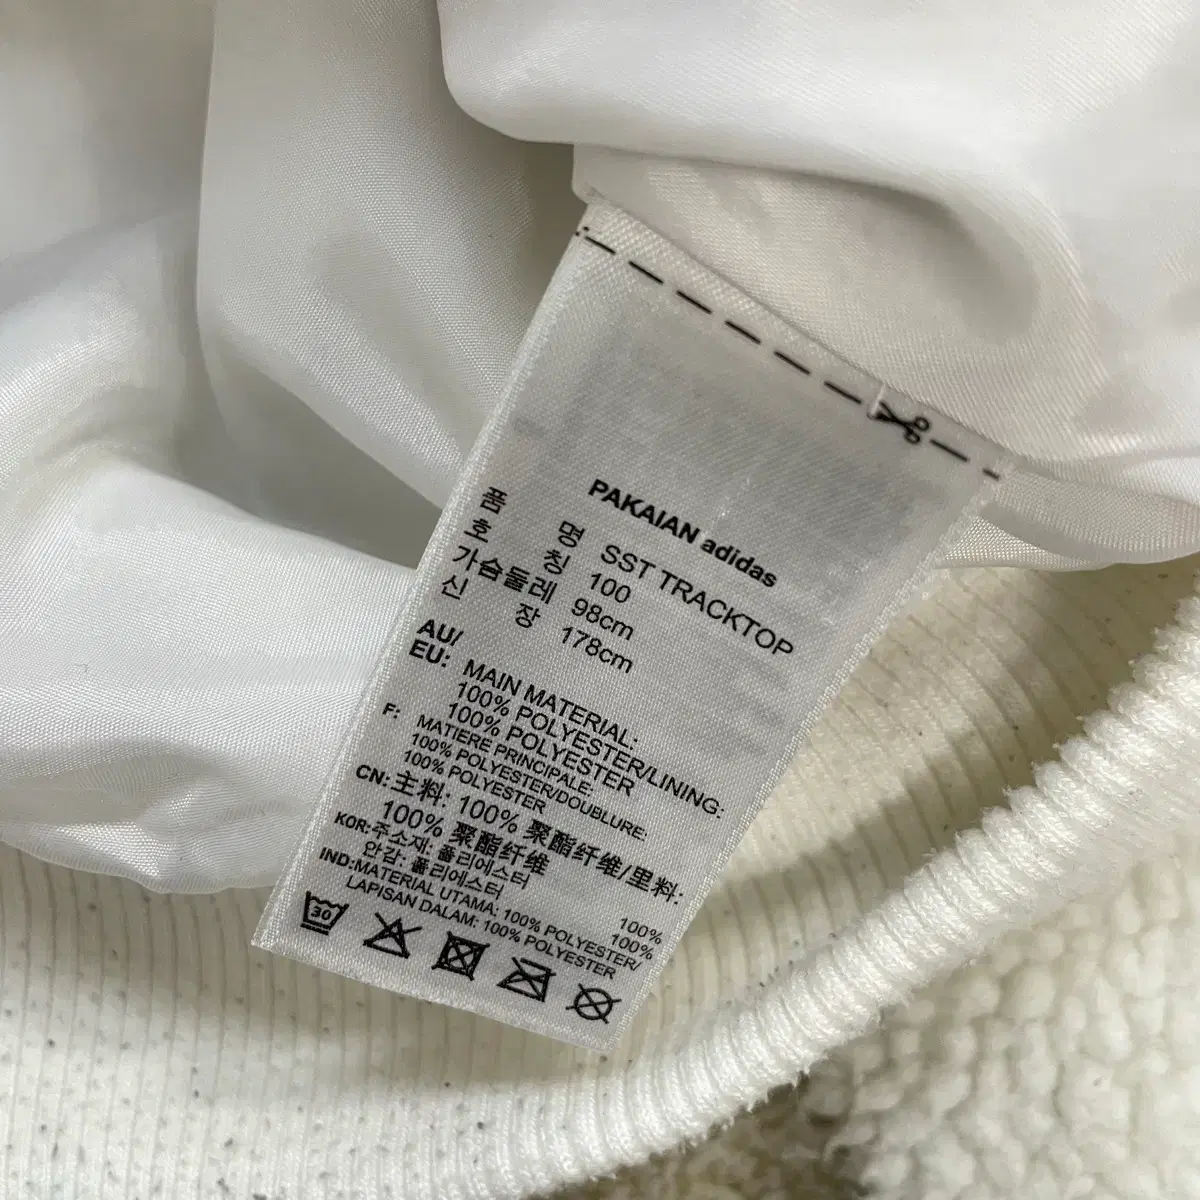 PAKAIAN adidas
품 명 SST TRACKTOP
호 칭 100
가슴둘레 98cm
신 장 178cm
AU/
EU: MAIN MATERIAL:
100% POLYESTER/LINING:
100% POLYESTER
F: MATIERE PRINCIPALE:
100% POLYESTER/DOUBLURE:
100% POLYESTER
CN: 主料: 100% 聚酯纤维/里料:
100% 聚酯纤维
KOR: 주소재: 폴리에스터 100%
안감: 폴리에스터 100%
IND: MATERIAL UTAMA: 100% POLYESTER/
LAPISAN DALAM: 100% POLYESTER
30